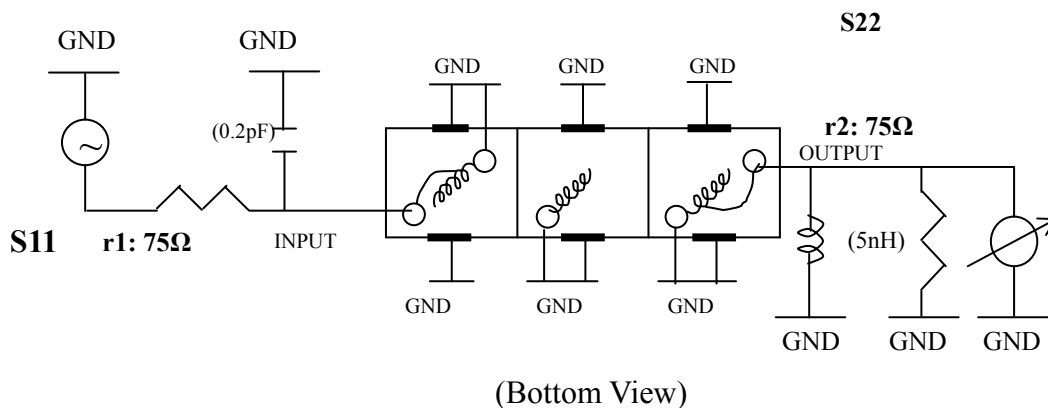 S22
GND
GND
GND
GND
GND
(0.2pF)
r2: 75Ω
OUTPUT
S11
r1: 75Ω
INPUT
(5nH)
GND
GND
GND
GND
GND
GND
(Bottom View)